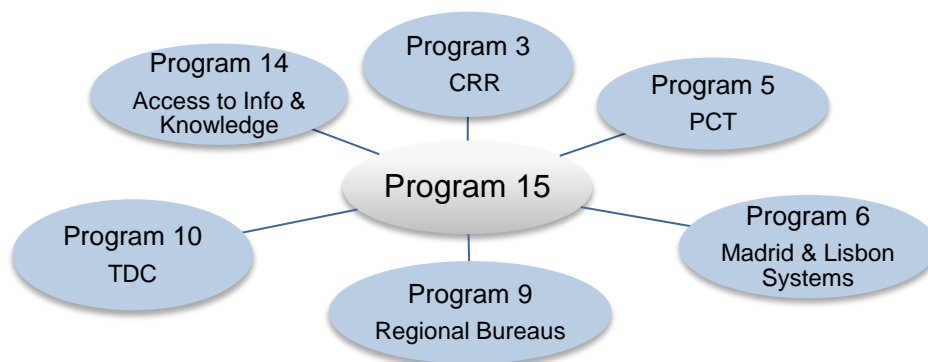 Program 3
CRR
Program 14
Access to Info &
Knowledge
Program 5
PCT
Program 15
Program 10
TDC
Program 6
Madrid & Lisbon
Systems
Program 9
Regional Bureaus